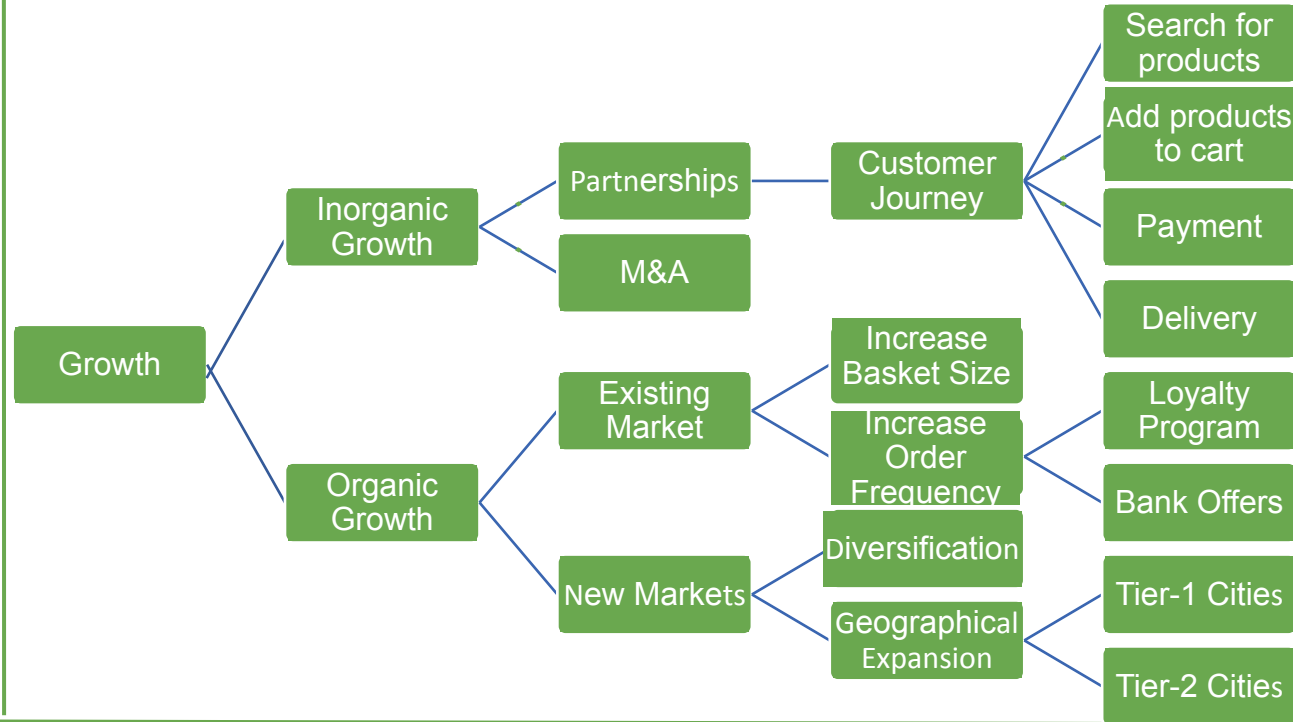 Search for
products
Add products
to cart
Payment
Delivery
Customer
Journey
Partnerships
M&A
Inorganic
Growth
Growth
Organic
Growth
Existing
Market
New Markets
Increase
Basket Size
Increase
Order
Frequency
Diversification
Geographical
Expansion
Loyalty
Program
Bank Offers
Tier-1 Cities
Tier-2 Cities